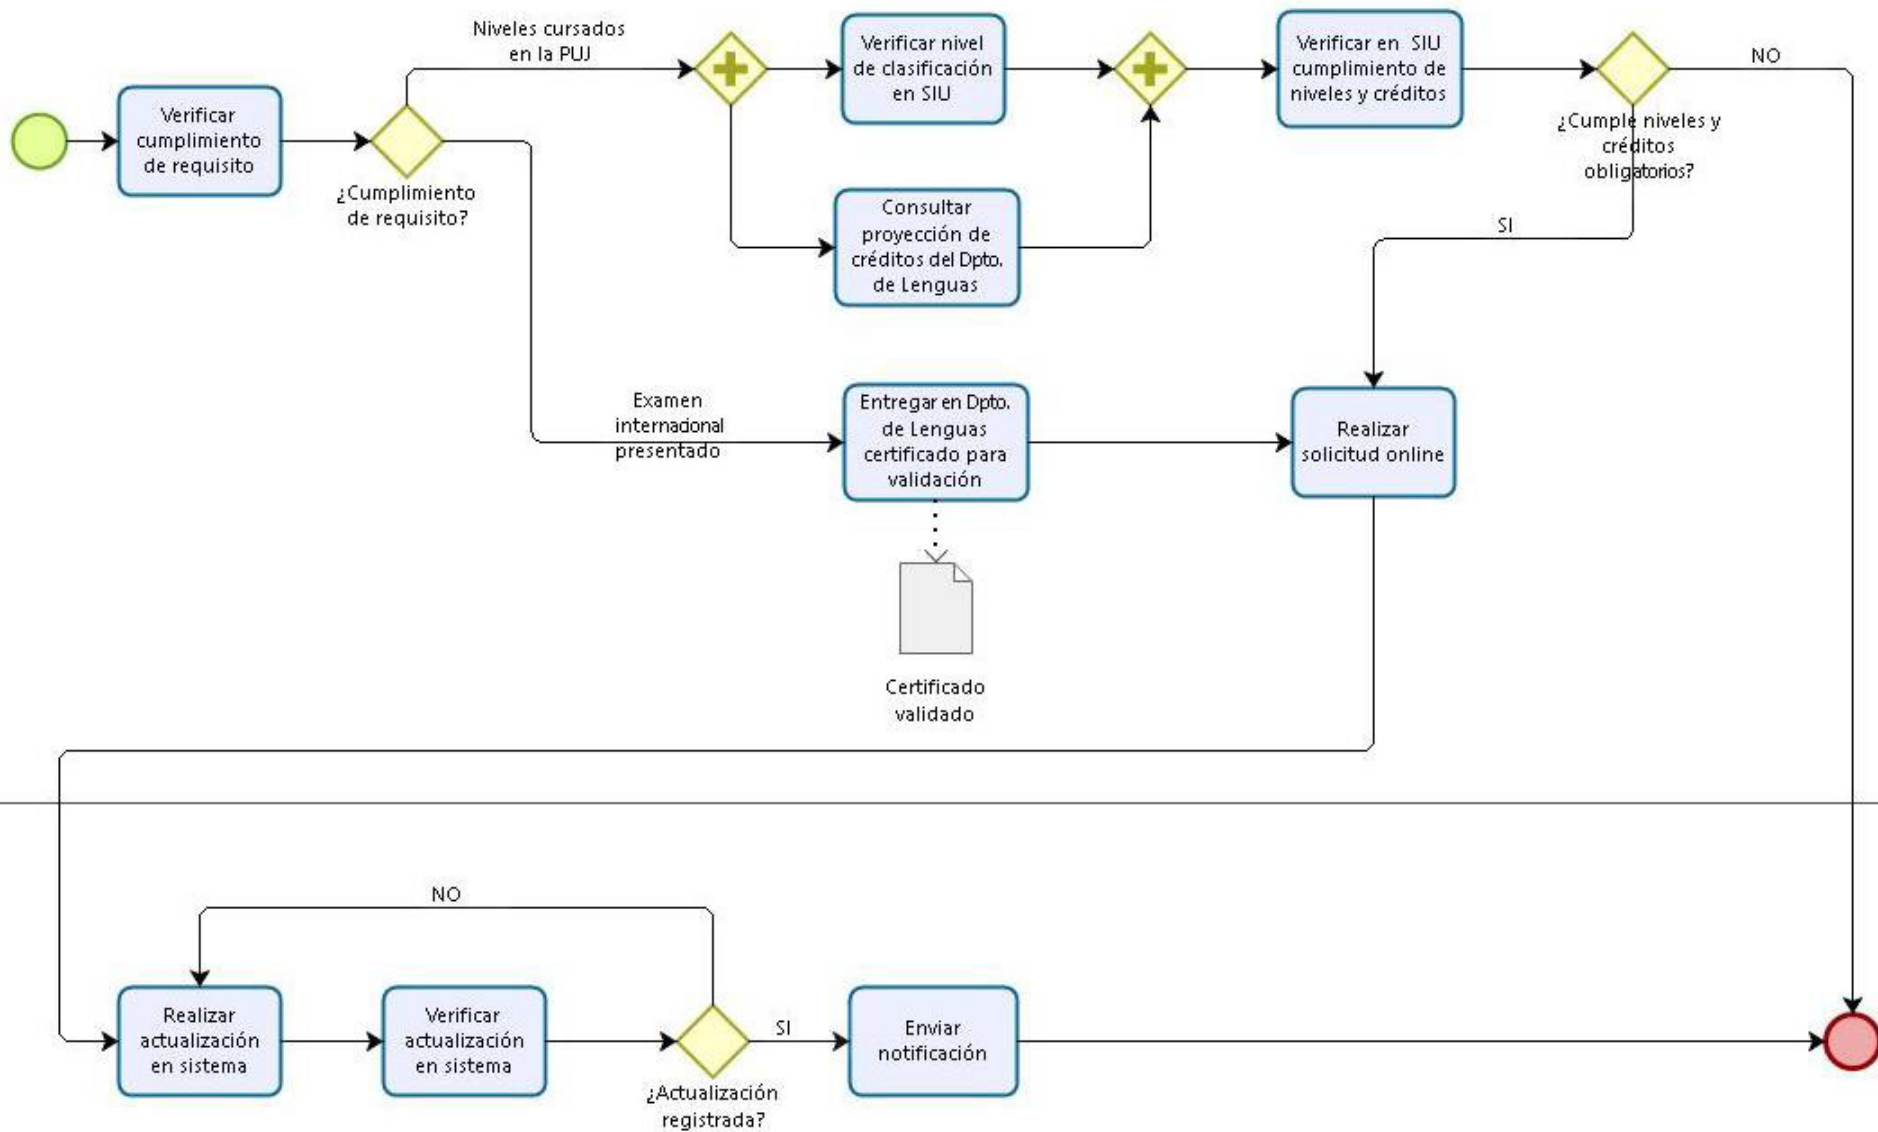 Niveles cursados
en la PUJ
Verificar
cumplimiento
de requisito
¿Cumplimiento
de requisito?
Verificar nivel
de clasificación
en SIU
Consultar
proyección de
créditos del Dpto.
de Lenguas
Verificar en SIU
cumplimiento de
niveles y créditos
NO
¿Cumple niveles y
créditos
obligatorios?
SI
Examen
internacional
presentado
Entregar en Dpto.
de Lenguas
certificado para
validación
Realizar
solicitud online
Certificado
validado
NO
Realizar
actualización
en sistema
Verificar
actualización
en sistema
¿Actualización
registrada?
SI
Enviar
notificación